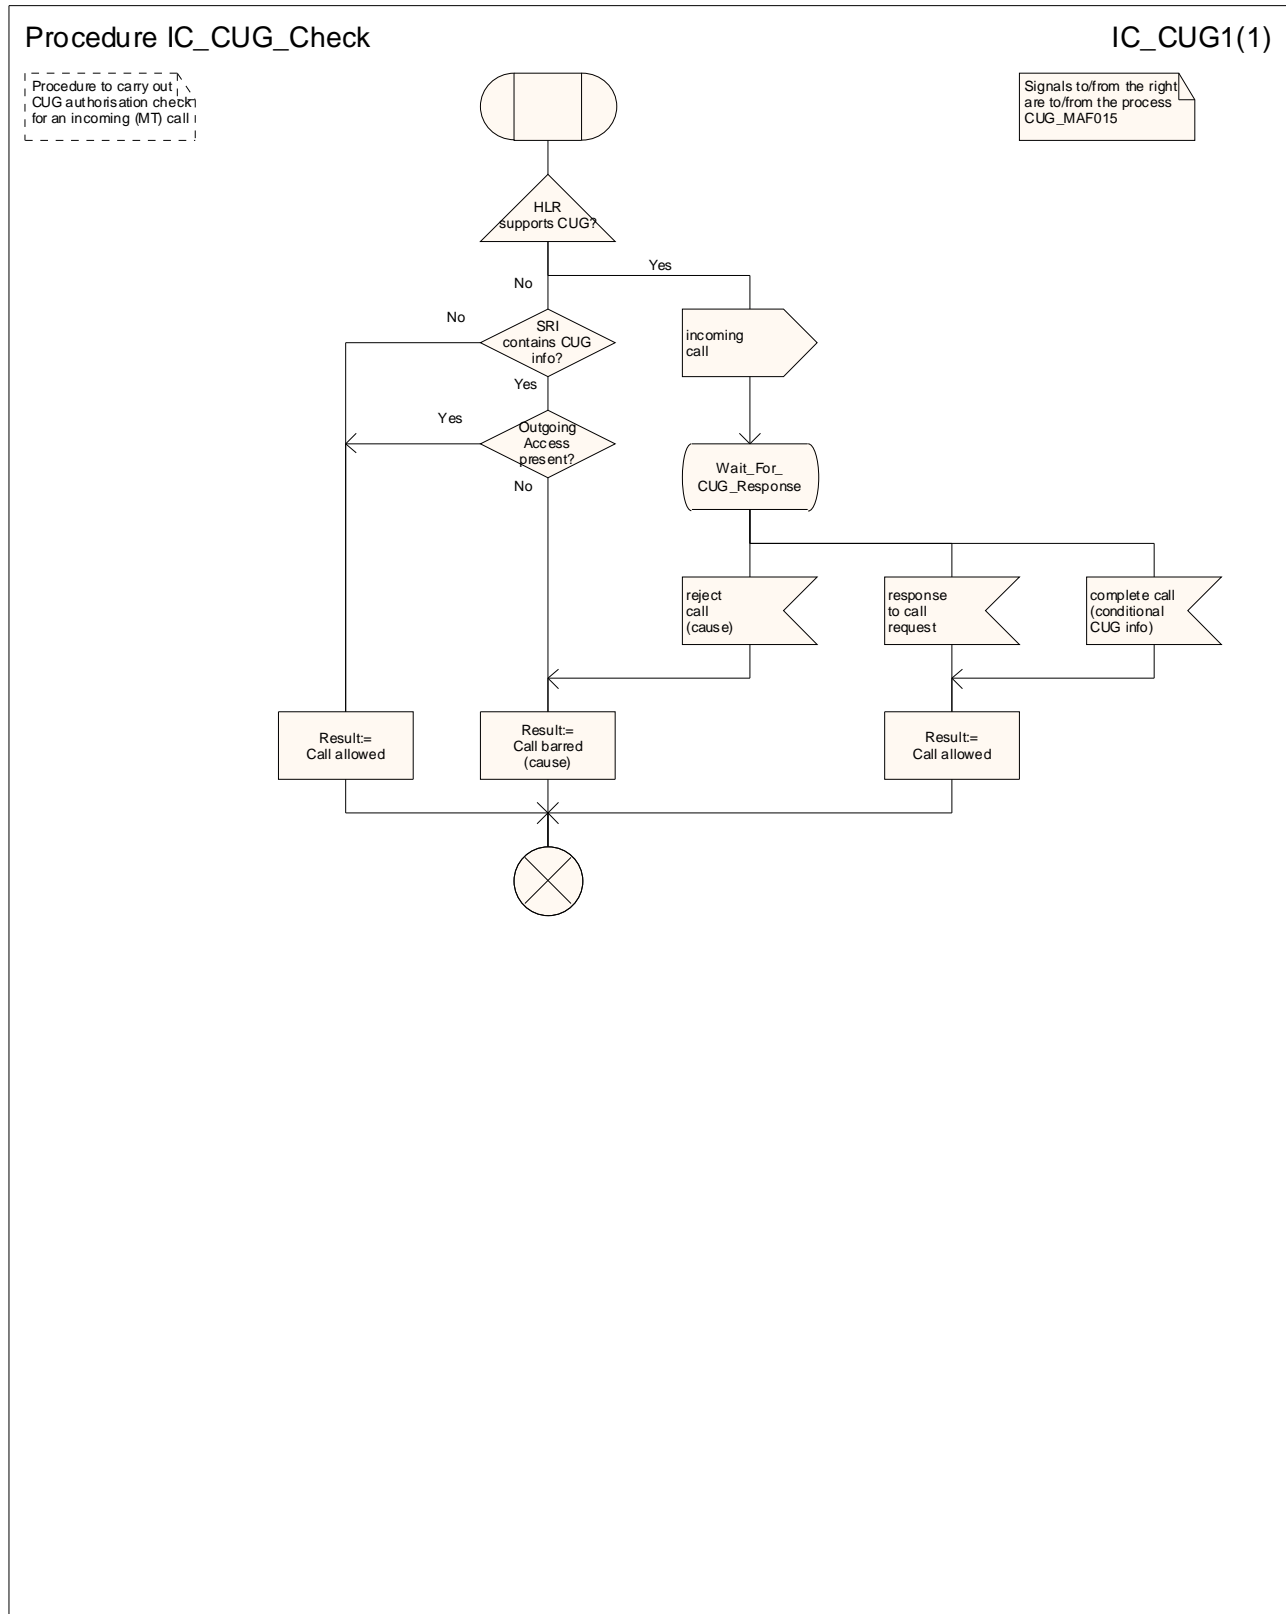 Procedure IC_CUG_Check
IC_CUG1(1)
Procedure to carry out
CUG authorisation check
for an incoming (MT) call
Signals to/from the right
are to/from the process
CUG_MAF015
HLR
supports CUG?
Yes
No
No
SRI
contains CUG
info?
incoming
call
Yes
Yes
Outgoing
Access
present?
No
Wait_For_
CUG_Response
reject
call
(cause)
response
to call
request
complete call
(conditional
CUG info)
Result:=
Call allowed
Result:=
Call barred
(cause)
Result:=
Call allowed